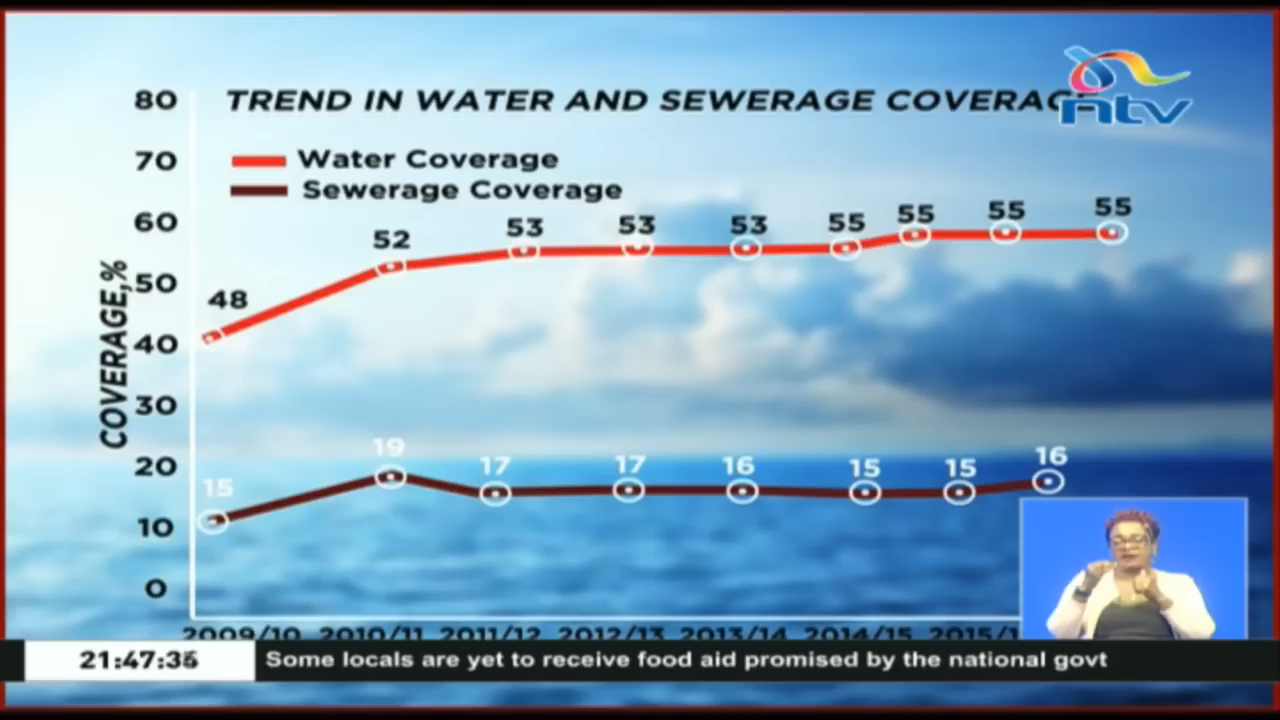 TREND IN WATER AND SEWERAGE COVERAGE
ntv
80
70
60
50
40
30
20
10
0
COVERAGE,%
Water Coverage
Sewerage Coverage
48 52 53 53 53 55 55 55 55
15 19 17 17 16 15 15 16
2009/10 2010/11 2011/12 2012/13 2013/14 2014/15
21:47:35 Some locals are yet to receive food aid promised by the national govt